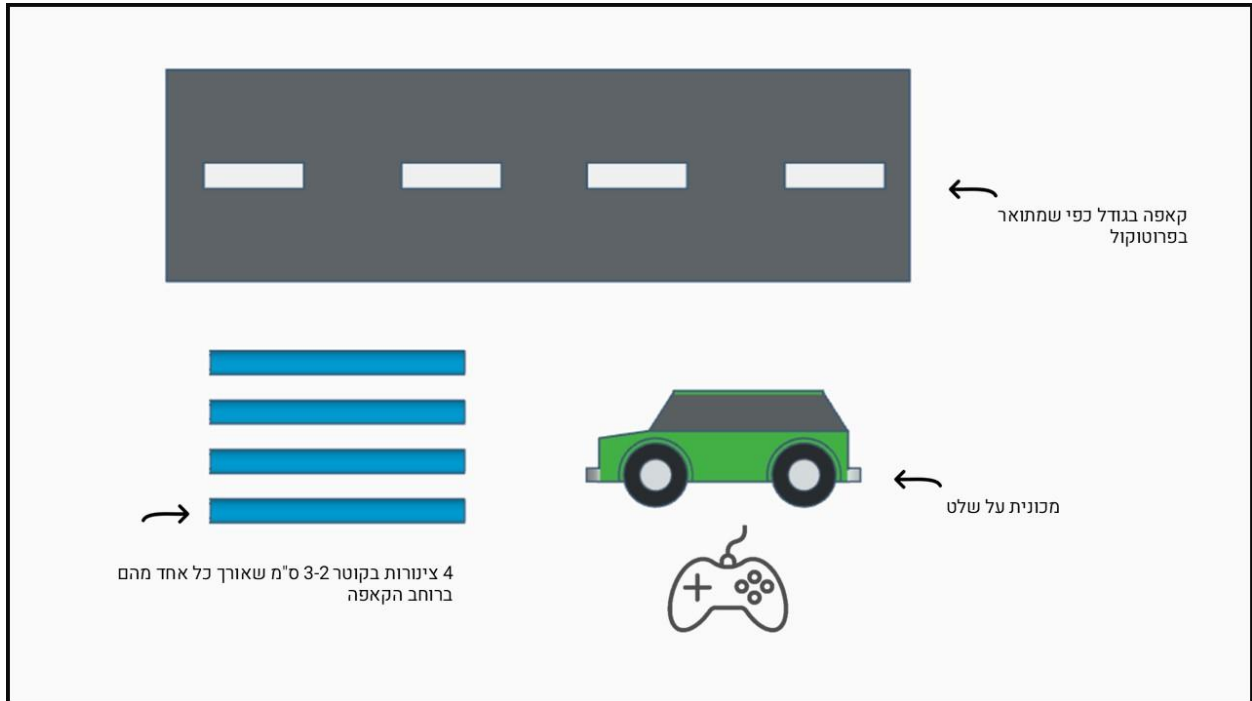 קאפה בגודל כפי שמתואר
בפרוטוקול
מכונית על שלט
4 צינורות בקוטר 3-2 ס"מ שאורך כל אחד מהם
ברוחב הקאפה